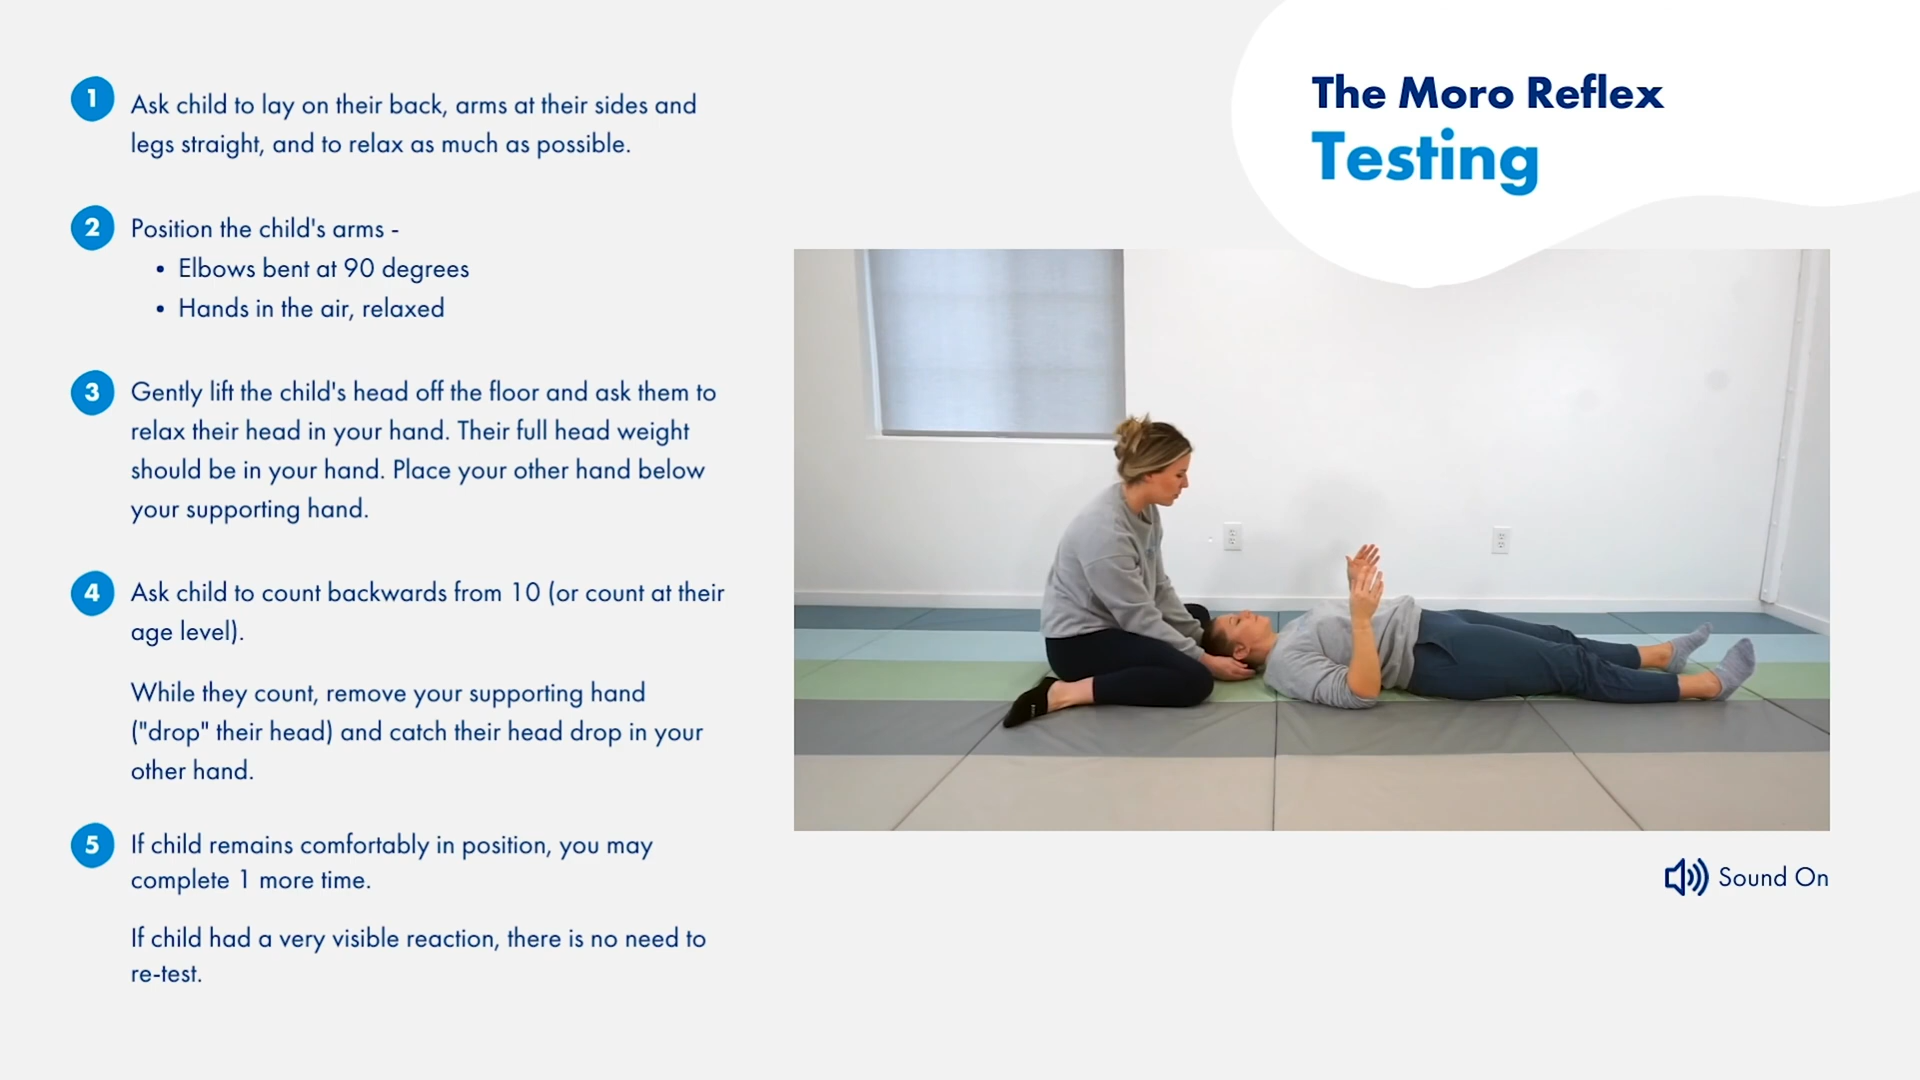 The Moro Reflex
Testing
1 Ask child to lay on their back, arms at their sides and
legs straight, and to relax as much as possible.
2 Position the child's arms -
• Elbows bent at 90 degrees
• Hands in the air, relaxed
3 Gently lift the child's head off the floor and ask them to
relax their head in your hand. Their full head weight
should be in your hand. Place your other hand below
your supporting hand.
4 Ask child to count backwards from 10 (or count at their
age level).
While they count, remove your supporting hand
("drop" their head) and catch their head drop in your
other hand.
5 If child remains comfortably in position, you may
complete 1 more time.
If child had a very visible reaction, there is no need to
re-test.
Sound On